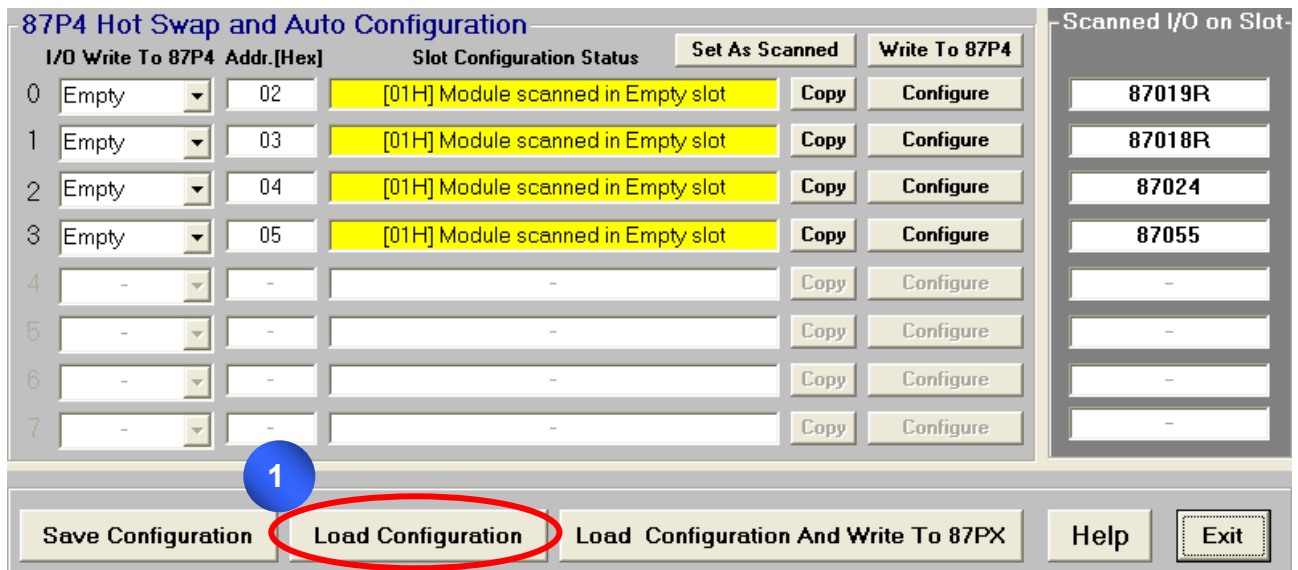 87P4 Hot Swap and Auto Configuration
Scanned I/O on Slot
I/O Write To 87P4 Addr.[Hex] Slot Configuration Status Set As Scanned Write To 87P4
0 Empty 02 [01H] Module scanned in Empty slot Copy Configure 87019R
1 Empty 03 [01H] Module scanned in Empty slot Copy Configure 87018R
2 Empty 04 [01H] Module scanned in Empty slot Copy Configure 87024
3 Empty 05 [01H] Module scanned in Empty slot Copy Configure 87055
4 - - - Copy Configure -
5 - - - Copy Configure -
6 - - - Copy Configure -
7 - - - Copy Configure -
1
Save Configuration Load Configuration Load Configuration And Write To 87PX Help Exit